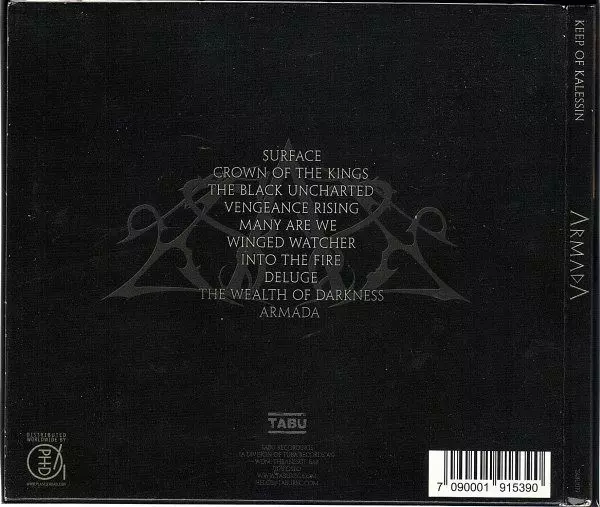 SURFACE
CROWN OF THE KINGS
THE BLACK UNCHARTED
VENGEANCE RISING
MANY ARE WE
WINGED WATCHER
INTO THE FIRE
DELUGE
THE WEALTH OF DARKNESS
ARMADA
KEEP OF KALESSIN
ARMADA
TABU
DISTRIBUTED
WORLDWIDE BY
PHD
7 090001 915390